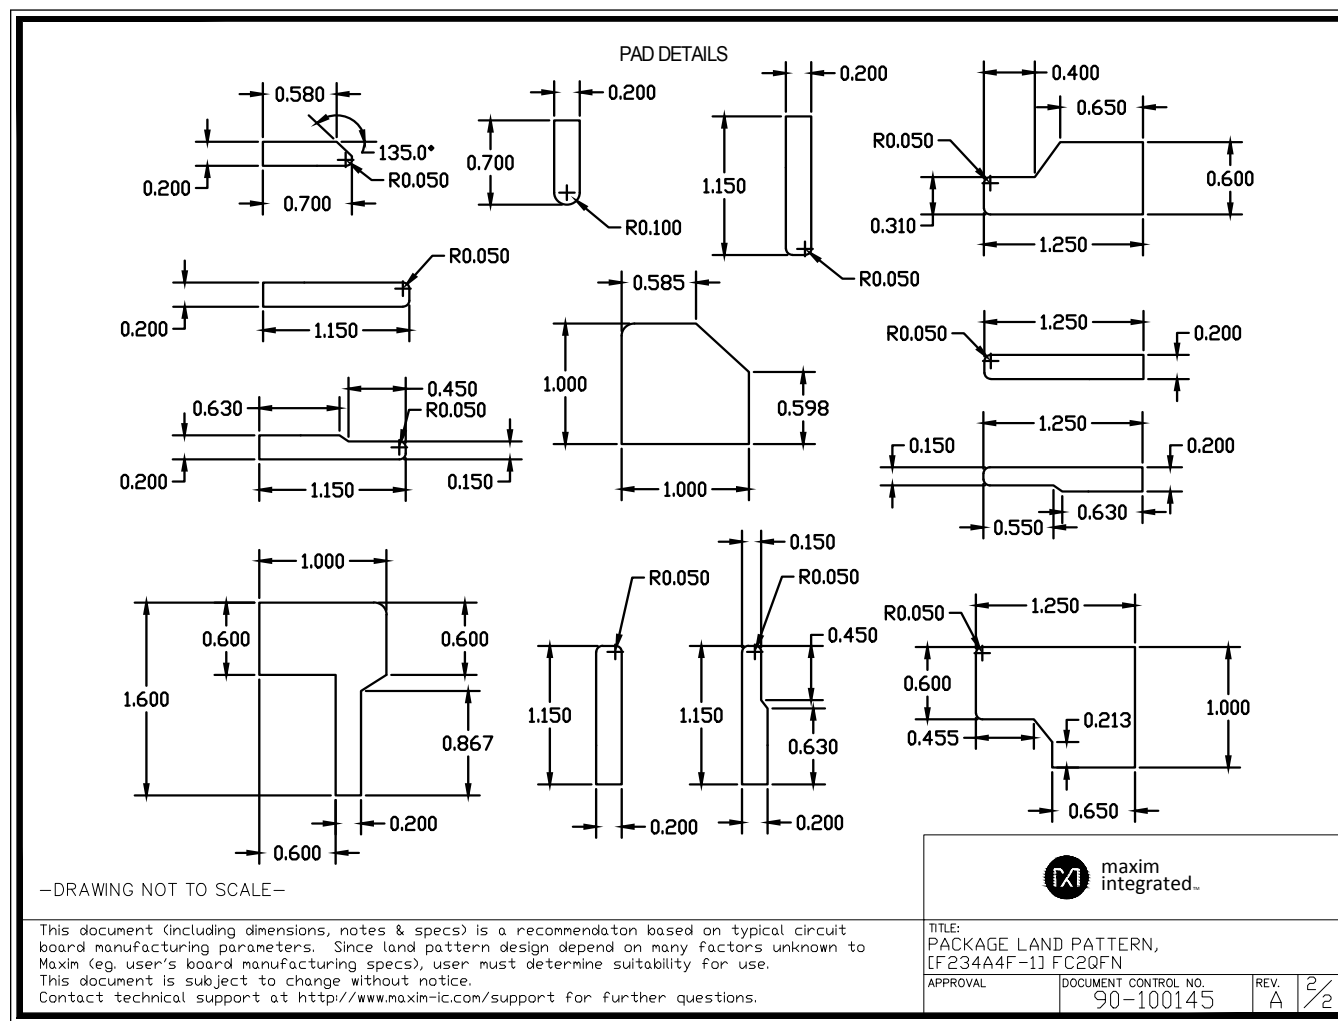 PAD DETAILS
0.580
135.0°
R0.050
0.200
0.700
0.200
0.700
R0.100
0.200
1.150
R0.050
0.400
0.650
R0.050
0.600
0.310
1.250
R0.050
0.200
1.150
0.585
1.000
0.598
1.000
1.250
R0.050
0.200
0.450
0.630
R0.050
0.200
1.150
0.150
1.250
0.150
0.200
0.630
0.550
1.000
0.600
0.600
1.600
0.867
0.200
0.600
R0.050
1.150
0.200
0.150
R0.050
0.450
1.150
0.630
0.200
1.250
R0.050
0.600
0.213
1.000
0.455
0.650
-DRAWING NOT TO SCALE-
This document (including dimensions, notes & specs) is a recommendaton based on typical circuit
board manufacturing parameters. Since land pattern design depend on many factors unknown to
Maxim (eg. user's board manufacturing specs), user must determine suitability for use.
This document is subject to change without notice.
Contact technical support at http://www.maxim-ic.com/support for further questions.
maxim
integrated™
TITLE:
PACKAGE LAND PATTERN,
[F234A4F-1] FC2QFN
APPROVAL
DOCUMENT CONTROL NO.
90-100145
REV.
A
2/2